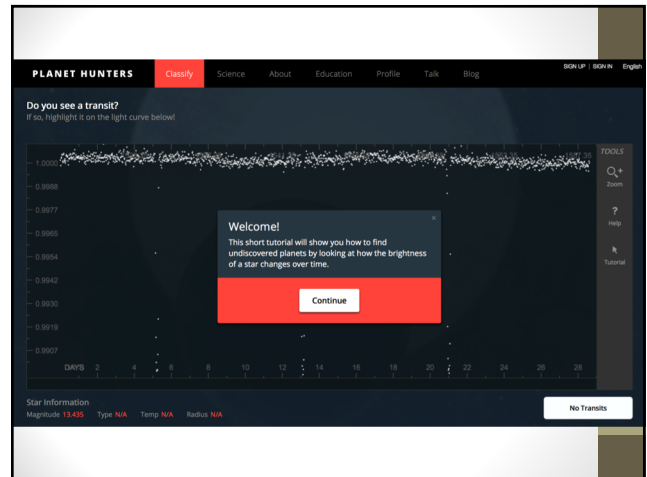 SIGN UP | SIGN IN English
PLANET HUNTERS Classify Science About Education Profile Talk Blog
Do you see a transit?
If so, highlight it on the light curve below!
TOOLS
1.0000
Zoom
0.9988
0.9977
?
Help
0.9965
0.9954
Tutorial
0.9942
0.9930
0.9919
0.9907
Welcome!
×
This short tutorial will show you how to find
undiscovered planets by looking at how the brightness
of a star changes over time.
Continue
DAYS 2 4 6 8 10 12 14 16 18 20 22 24 26 28
Star Information
Magnitude 13.435 Type N/A Temp N/A Radius N/A
No Transits